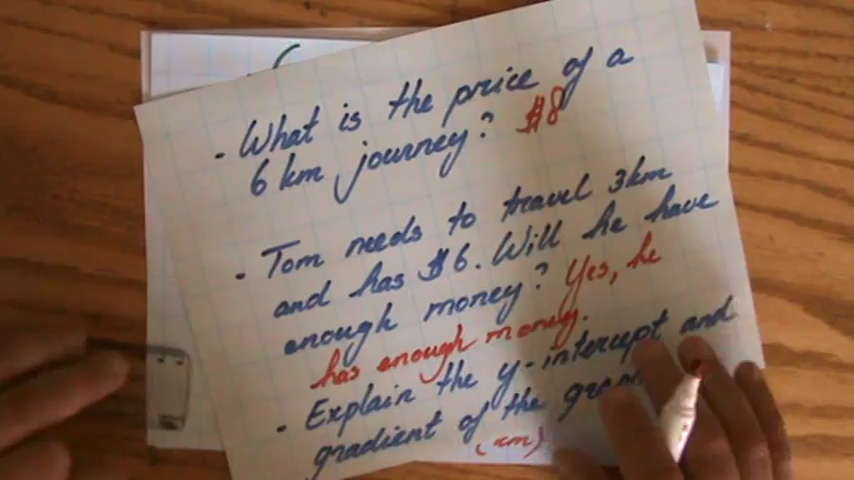 - What is the price of a
6 km journey? $8
- Tom needs to travel 3km
and has $6. Will he have
enough money? Yes, he
has enough money.
- Explain the y-intercept and
gradient of the